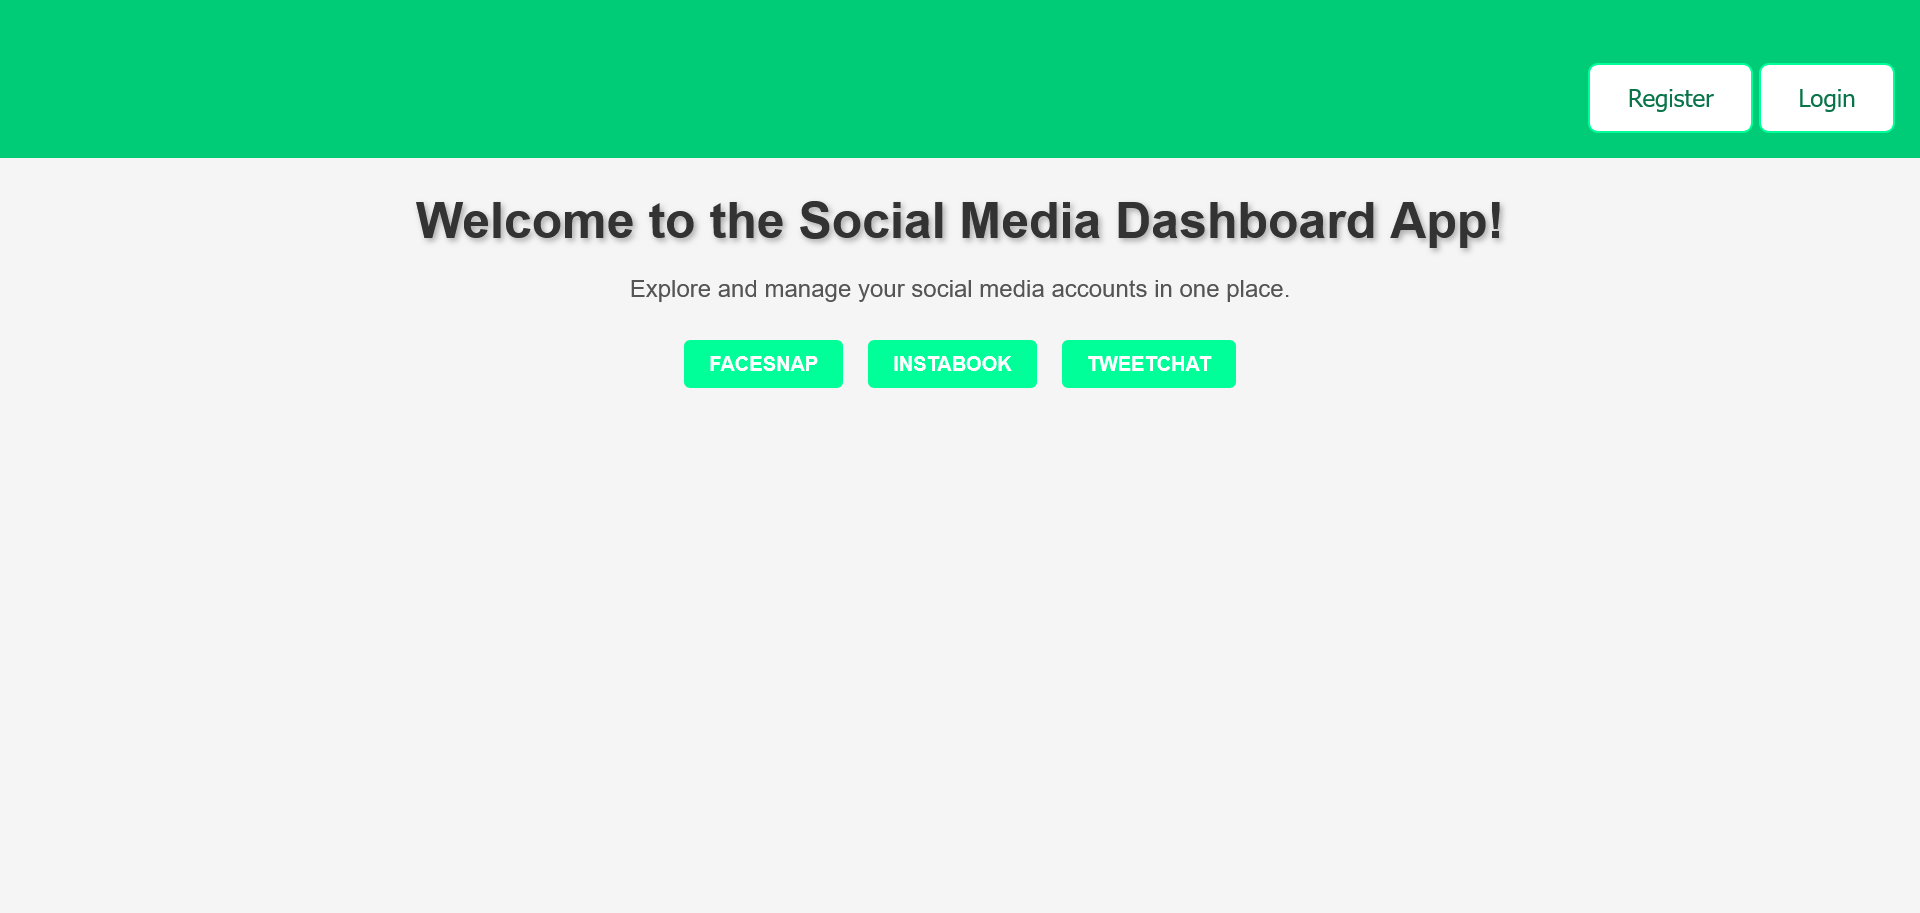 Register Login
Welcome to the Social Media Dashboard App!
Explore and manage your social media accounts in one place.
FACESNAP INSTABOOK TWEETCHAT